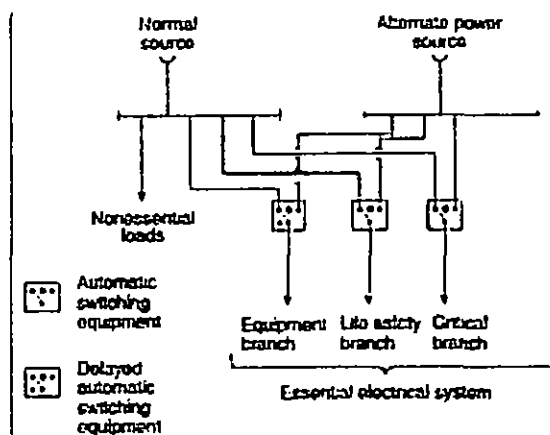 Normal
source
Alternate power
source
Nonessential
loads
Automatic
switching
equipment
Delayed
automatic
switching
equipment
Equipment
branch
Life safety
branch
Critical
branch
Essential electrical system